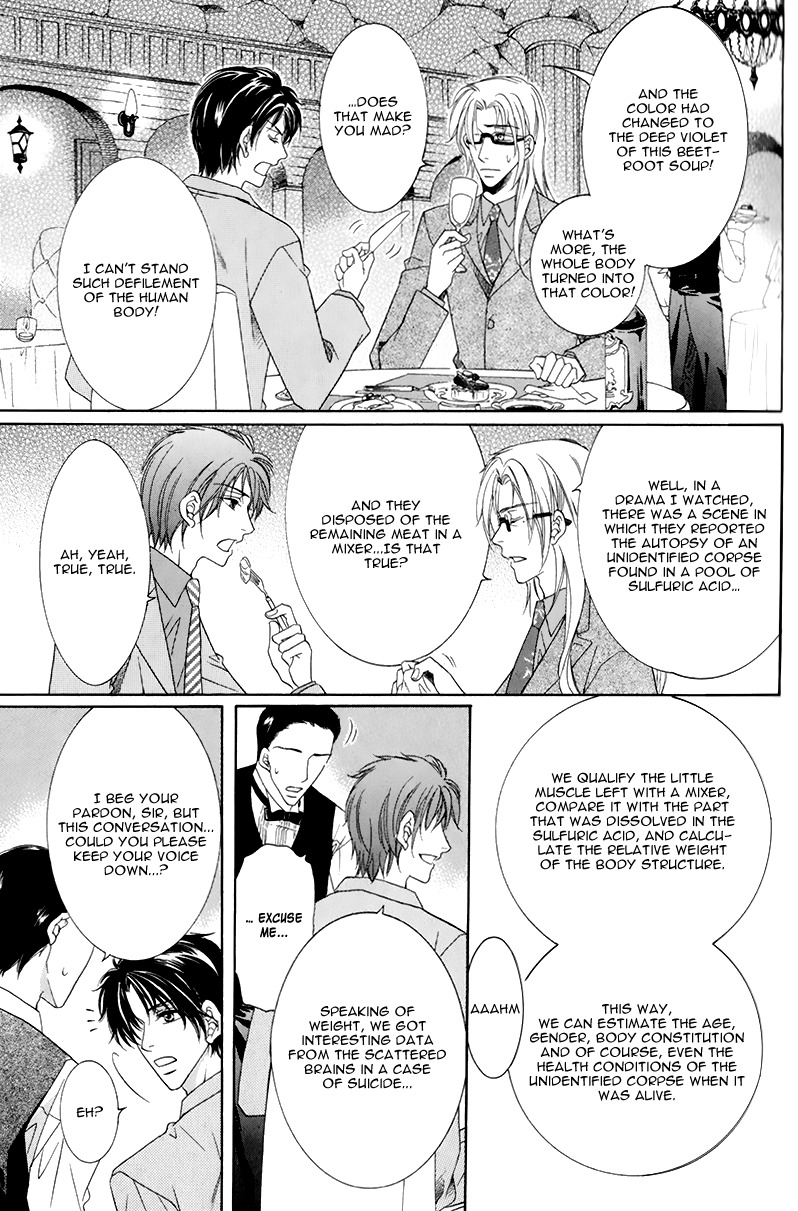 AND THE
COLOR HAD
CHANGED TO
THE DEEP VIOLET
OF THIS BEET-
ROOT SOUP!
WHAT'S
MORE, THE
WHOLE BODY
TURNED INTO
THAT COLOR!
...DOES
THAT MAKE
YOU MAD?
I CAN'T STAND
SUCH DEFILEMENT
OF THE HUMAN
BODY!
WELL, IN A
DRAMA I WATCHED,
THERE WAS A SCENE IN
WHICH THEY REPORTED
THE AUTOPSY OF AN
UNIDENTIFIED CORPSE
FOUND IN A POOL OF
SULFURIC ACID...
AND THEY
DISPOSED OF THE
REMAINING MEAT IN A
MIXER...IS THAT
TRUE?
AH, YEAH,
TRUE, TRUE.
WE QUALIFY THE LITTLE
MUSCLE LEFT WITH A MIXER,
COMPARE IT WITH THE PART
THAT WAS DISSOLVED IN THE
SULFURIC ACID, AND CALCU-
LATE THE RELATIVE WEIGHT
OF THE BODY STRUCTURE.
THIS WAY,
WE CAN ESTIMATE THE AGE,
GENDER, BODY CONSTITUTION
AND OF COURSE, EVEN THE
HEALTH CONDITIONS OF THE
UNIDENTIFIED CORPSE WHEN IT
WAS ALIVE.
AAAHM
... EXCUSE
ME...
SPEAKING OF
WEIGHT, WE GOT
INTERESTING DATA
FROM THE SCATTERED
BRAINS IN A CASE
OF SUICIDE...
I BEG YOUR
PARDON, SIR, BUT
THIS CONVERSATION...
COULD YOU PLEASE
KEEP YOUR VOICE
DOWN...?
EH?